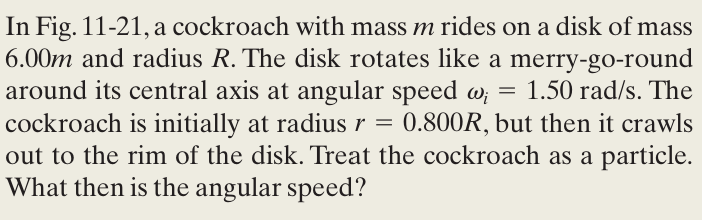 In Fig. 11-21, a cockroach with mass m rides on a disk of mass
6.00m and radius R. The disk rotates like a merry-go-round
around its central axis at angular speed ωᵢ = 1.50 rad/s. The
cockroach is initially at radius r = 0.800R, but then it crawls
out to the rim of the disk. Treat the cockroach as a particle.
What then is the angular speed?